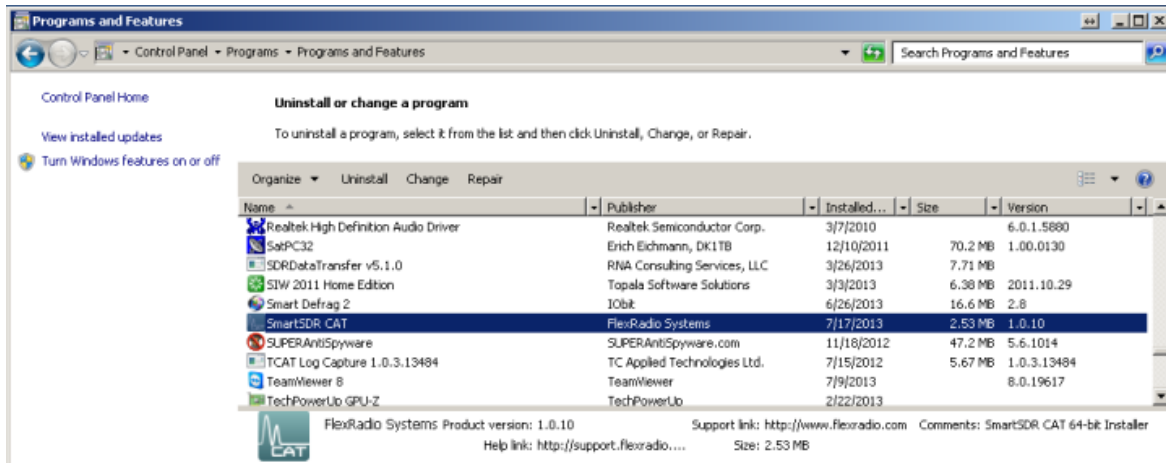 Programs and Features
Control Panel Programs Programs and Features Search Programs and Features
Control Panel Home
View installed updates
Turn Windows features on or off
Uninstall or change a program
To uninstall a program, select it from the list and then click Uninstall, Change, or Repair.
Organize Uninstall Change Repair
Name Publisher Installed... Size Version
Realtek High Definition Audio Driver Realtek Semiconductor Corp. 3/7/2010 6.0.1.5880
SatPC32 Erich Eichmann, DK1TB 12/10/2011 70.2 MB 1.00.0130
SDRDataTransfer v5.1.0 RNA Consulting Services, LLC 3/26/2013 7.71 MB
SIW 2011 Home Edition Topala Software Solutions 3/3/2013 6.38 MB 2011.10.29
Smart Defrag 2 IObit 6/26/2013 16.6 MB 2.8
SmartSDR CAT FlexRadio Systems 7/17/2013 2.53 MB 1.0.10
SUPERAntiSpyware SUPERAntiSpyware.com 11/18/2012 47.2 MB 5.6.1014
TCAT Log Capture 1.0.3.13484 TC Applied Technologies Ltd. 7/15/2012 5.67 MB 1.0.3.13484
TeamViewer 8 TeamViewer 7/9/2013 8.0.19617
TechPowerUp GPU-Z TechPowerUp 2/22/2013
CAT
FlexRadio Systems Product version: 1.0.10 Support link: http://www.flexradio.com Comments: SmartSDR CAT 64-bit Installer
Help link: http://support.flexradio.... Size: 2.53 MB